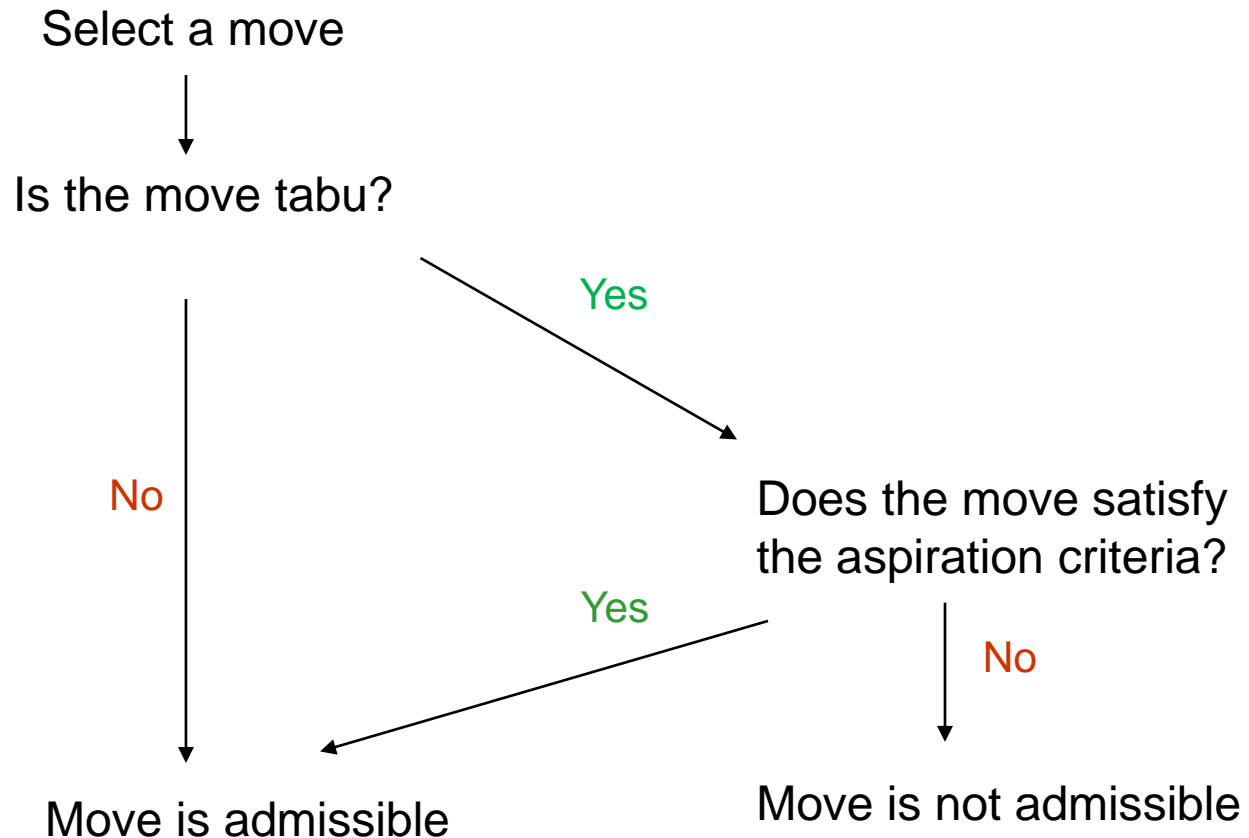 Select a move
Is the move tabu?
Yes
No
Does the move satisfy
the aspiration criteria?
Yes
No
Move is admissible
Move is not admissible